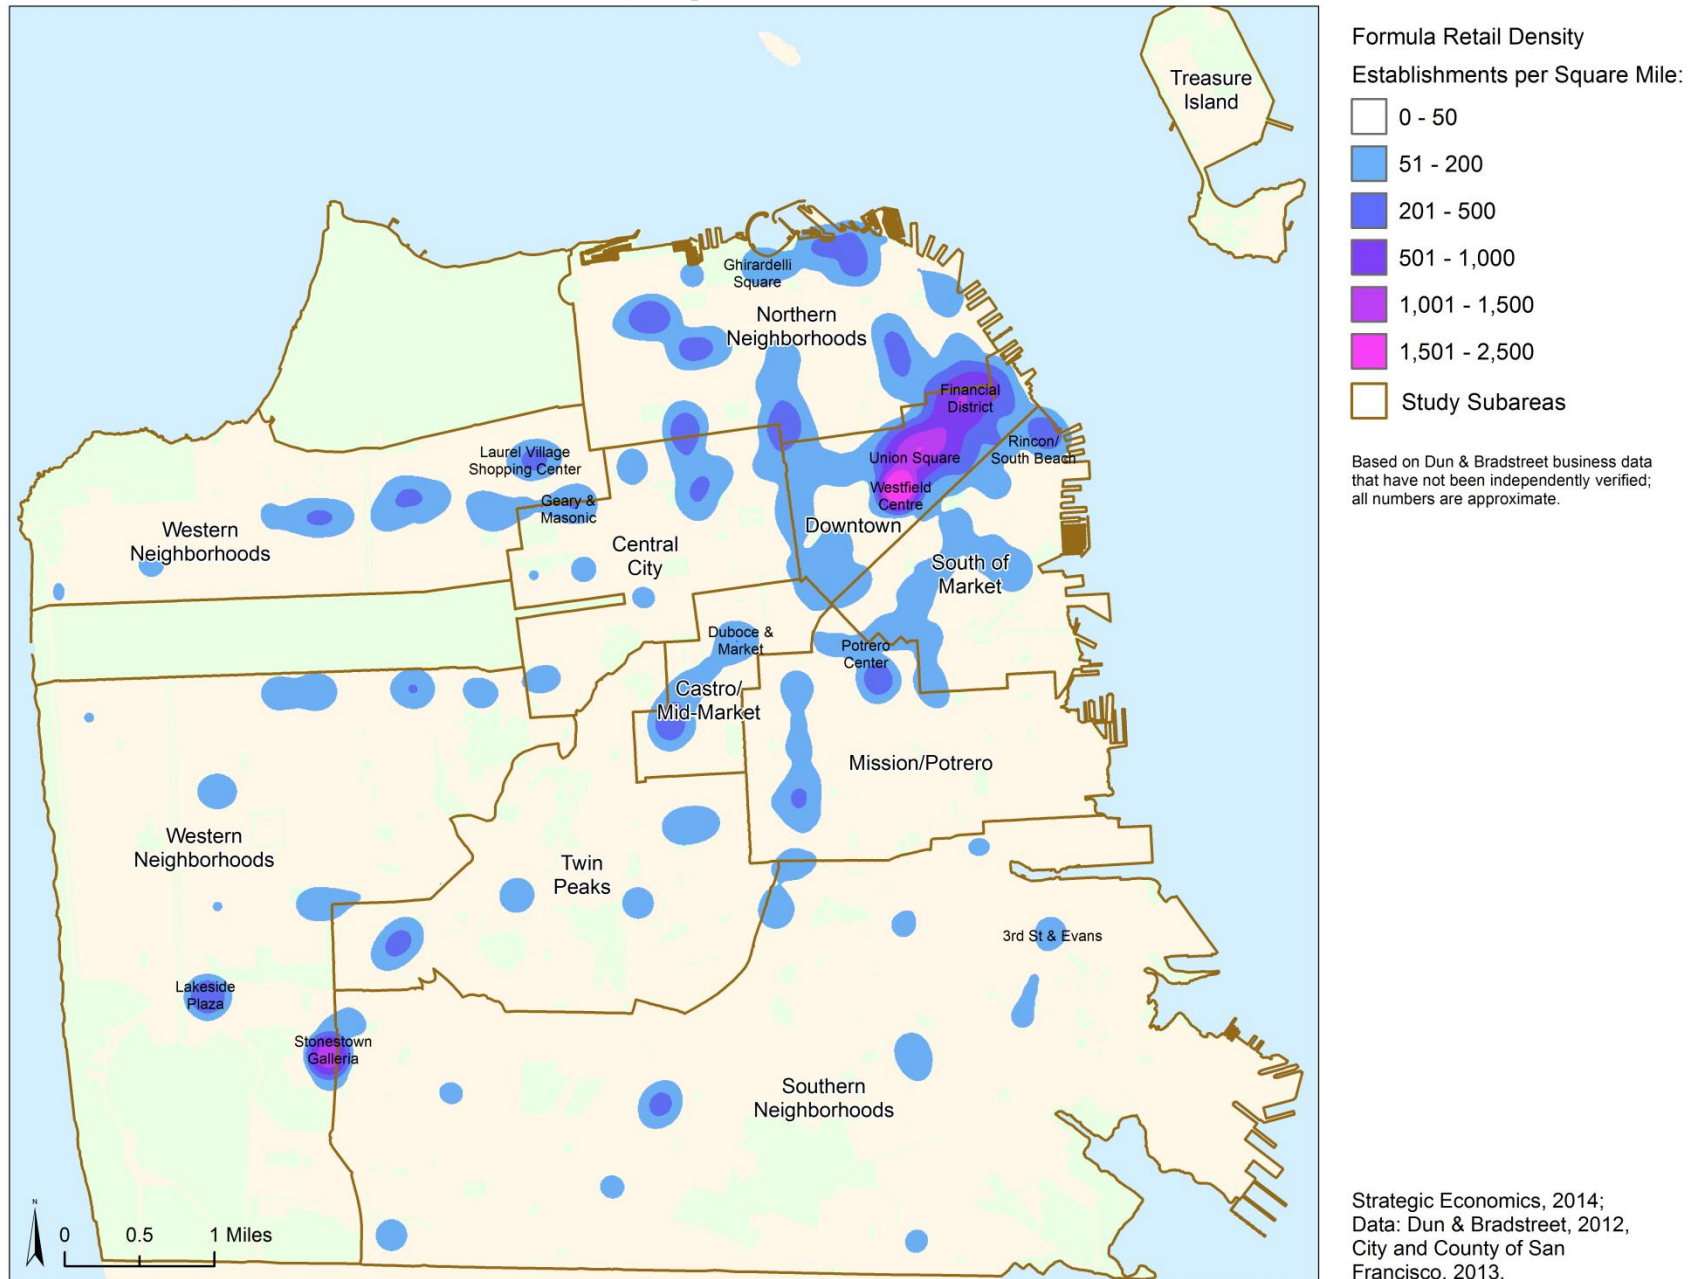 Formula Retail Density
Establishments per Square Mile:
0 - 50
51 - 200
201 - 500
501 - 1,000
1,001 - 1,500
1,501 - 2,500
Study Subareas
Based on Dun & Bradstreet business data
that have not been independently verified;
all numbers are approximate.
Treasure
Island
Ghirardelli
Square
Northern
Neighborhoods
Financial
District
Rincon/
South Beach
Union Square
Westfield
Centre
Downtown
Laurel Village
Shopping Center
Geary &
Masonic
Western
Neighborhoods
Central
City
South of
Market
Duboce &
Market
Potrero
Center
Castro/
Mid-Market
Mission/Potrero
Western
Neighborhoods
Twin
Peaks
3rd St & Evans
Lakeside
Plaza
Stonestown
Galleria
Southern
Neighborhoods
N
0 0.5 1 Miles
Strategic Economics, 2014;
Data: Dun & Bradstreet, 2012,
City and County of San
Francisco, 2013.